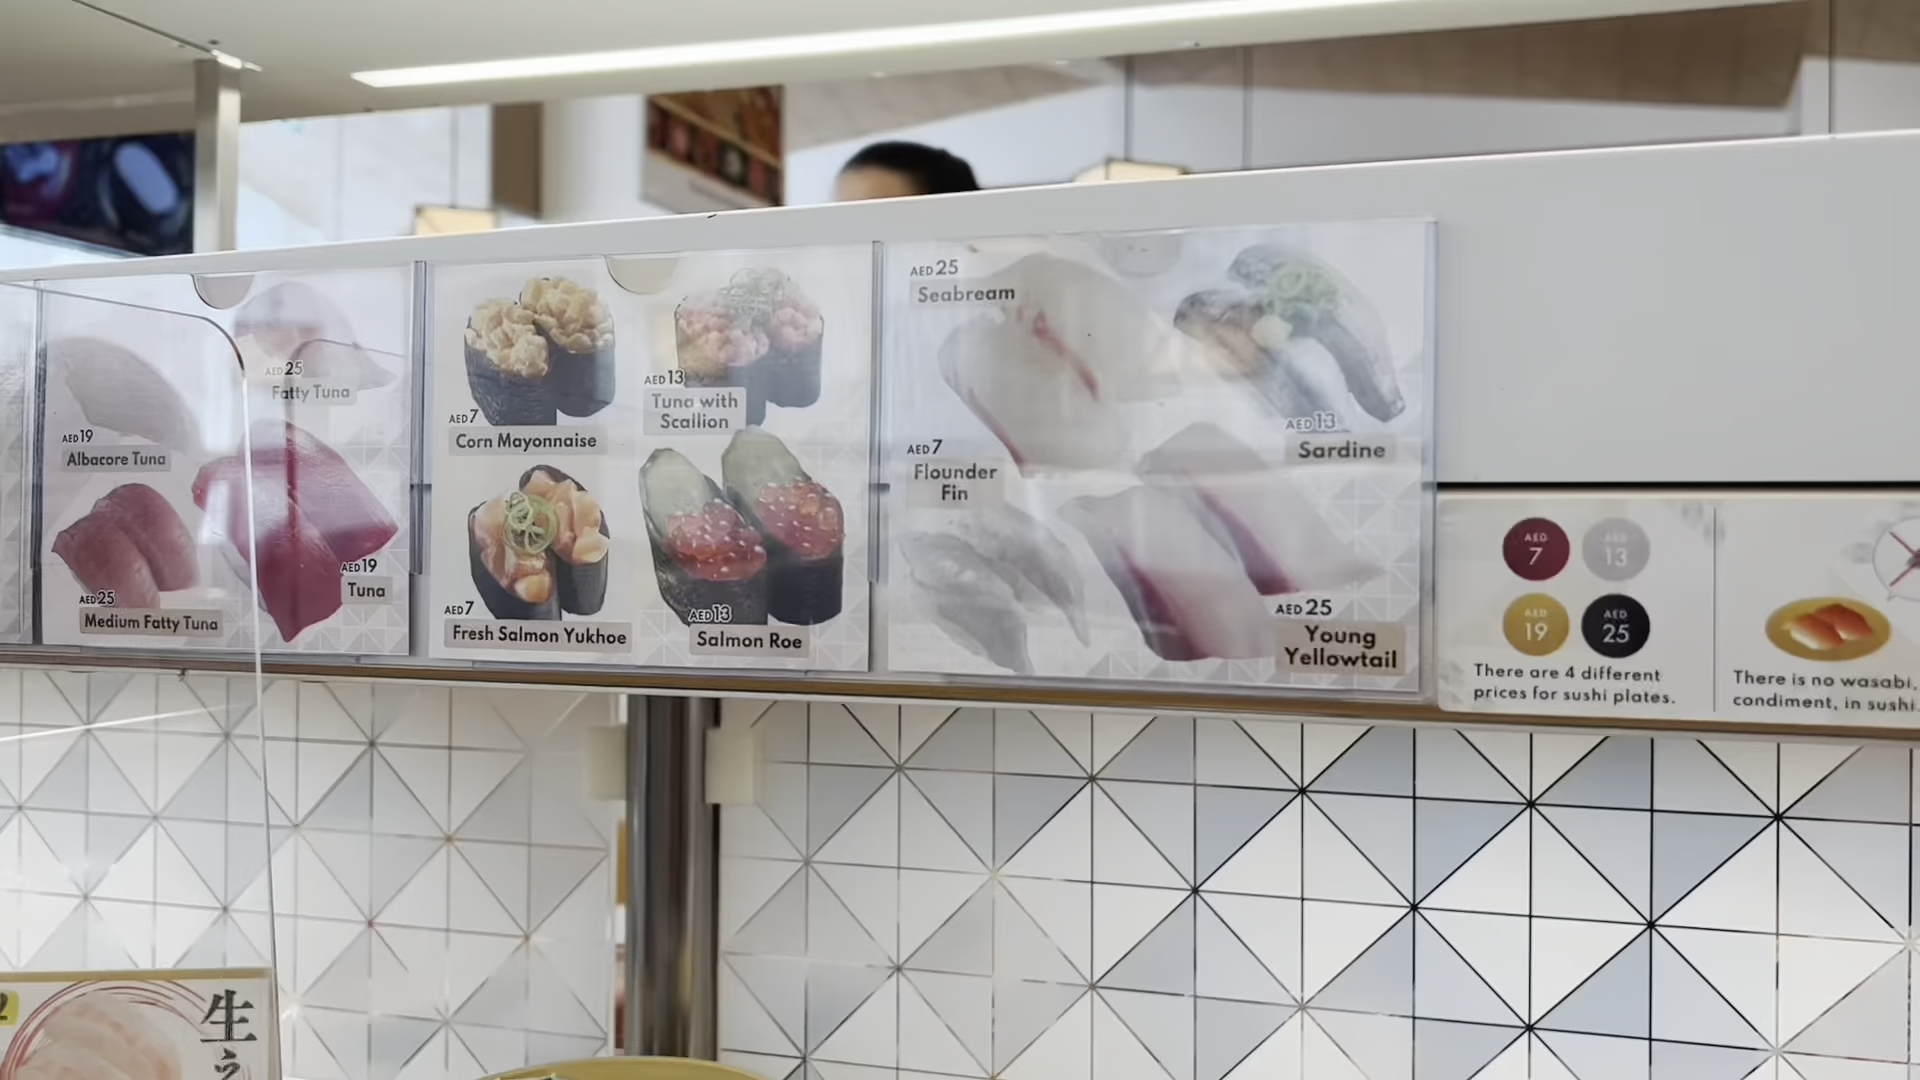 AED 25
Fatty Tuna
AED 19
Albacore Tuna
AED 19
Tuna
AED 25
Medium Fatty Tuna
AED 7
Corn Mayonnaise
AED 13
Tuna with
Scallion
AED 7
Fresh Salmon Yukhoe
AED 13
Salmon Roe
AED 25
Seabream
AED 13
Sardine
AED 7
Flounder
Fin
AED 25
Young
Yellowtail
AED
7
AED
13
AED
19
AED
25
There are 4 different
prices for sushi plates.
There is no wasabi,
condiment, in sushi
生